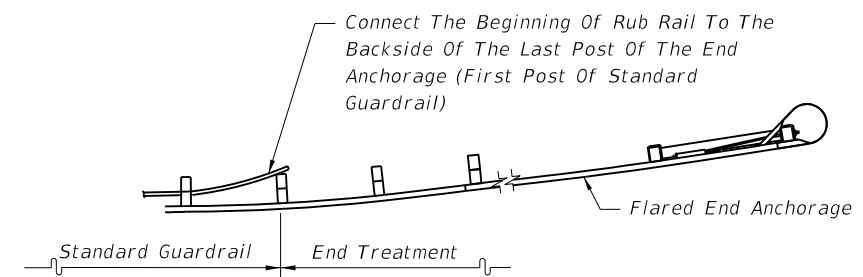 Connect The Beginning Of Rub Rail To The
Backside Of The Last Post Of The End
Anchorage (First Post Of Standard
Guardrail)
Flared End Anchorage
Standard Guardrail
End Treatment